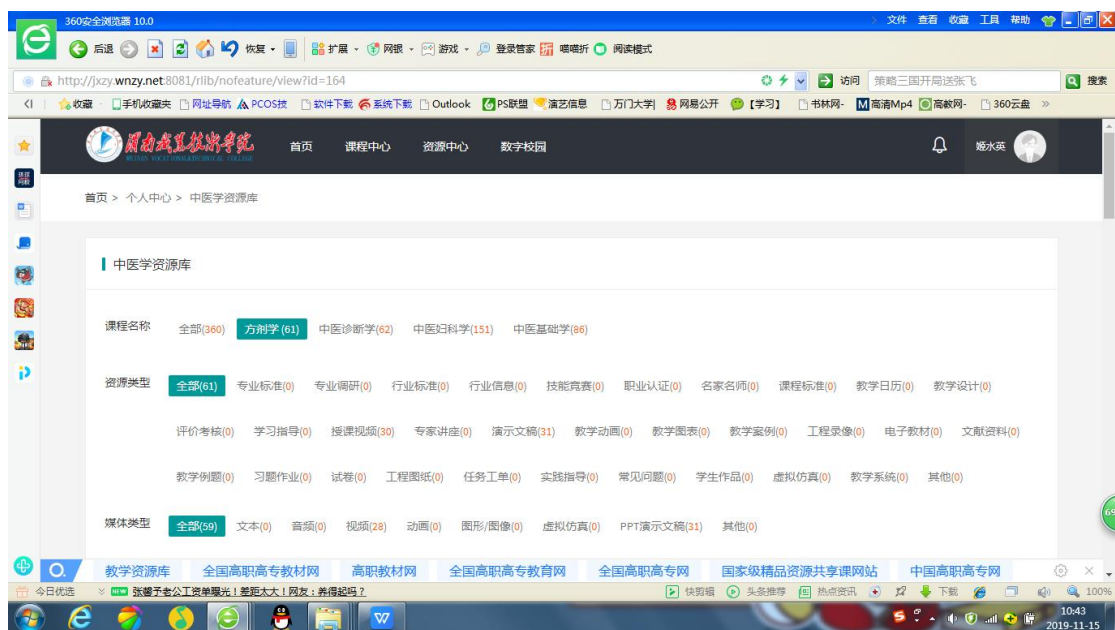 360安全浏览器 10.0 文件 查看 收藏 工具 帮助
后退 恢复 扩展 网银 游戏 登录管家 嘀嘀折 阅读模式
http://jxzy.wnzy.net:8081/rlib/nofeature/view?id=164 访问 策略三国开局送张飞 搜索
收藏 手机收藏夹 网址导航 PCOS技 软件下载 系统下载 Outlook PS联盟 演艺信息 万门大学| 网易公开 【学习】 书林网- 高清Mp4 高教网- 360云盘 »
渭南职业技术学院 首页 课程中心 资源中心 数字校园 姬水英
WEINAN VOCATIONAL&TECHNICAL COLLEGE
首页 > 个人中心 > 中医学资源库
中医学资源库
课程名称 全部(360) 方剂学(61) 中医诊断学(62) 中医妇科学(151) 中医基础学(86)
资源类型 全部(61) 专业标准(0) 专业调研(0) 行业标准(0) 行业信息(0) 技能竞赛(0) 职业认证(0) 名家名师(0) 课程标准(0) 教学日历(0) 教学设计(0)
评价考核(0) 学习指导(0) 授课视频(30) 专家讲座(0) 演示文稿(31) 教学动画(0) 教学图表(0) 教学案例(0) 工程录像(0) 电子教材(0) 文献资料(0)
教学例题(0) 习题作业(0) 试卷(0) 工程图纸(0) 任务工单(0) 实践指导(0) 常见问题(0) 学生作品(0) 虚拟仿真(0) 教学系统(0) 其他(0)
媒体类型 全部(59) 文本(0) 音频(0) 视频(28) 动画(0) 图形/图像(0) 虚拟仿真(0) PPT演示文稿(31) 其他(0)
69
教学资源库 全国高职高专教材网 高职教材网 全国高职高专教育网 全国高职高专网 国家级精品资源共享课网站 中国高职高专网
今日优选 NEW 张馨予老公工资单曝光！差距太大！网友：养得起吗？ 快剪辑 头条推荐 热点资讯 下载 100%
10:43
2019-11-15